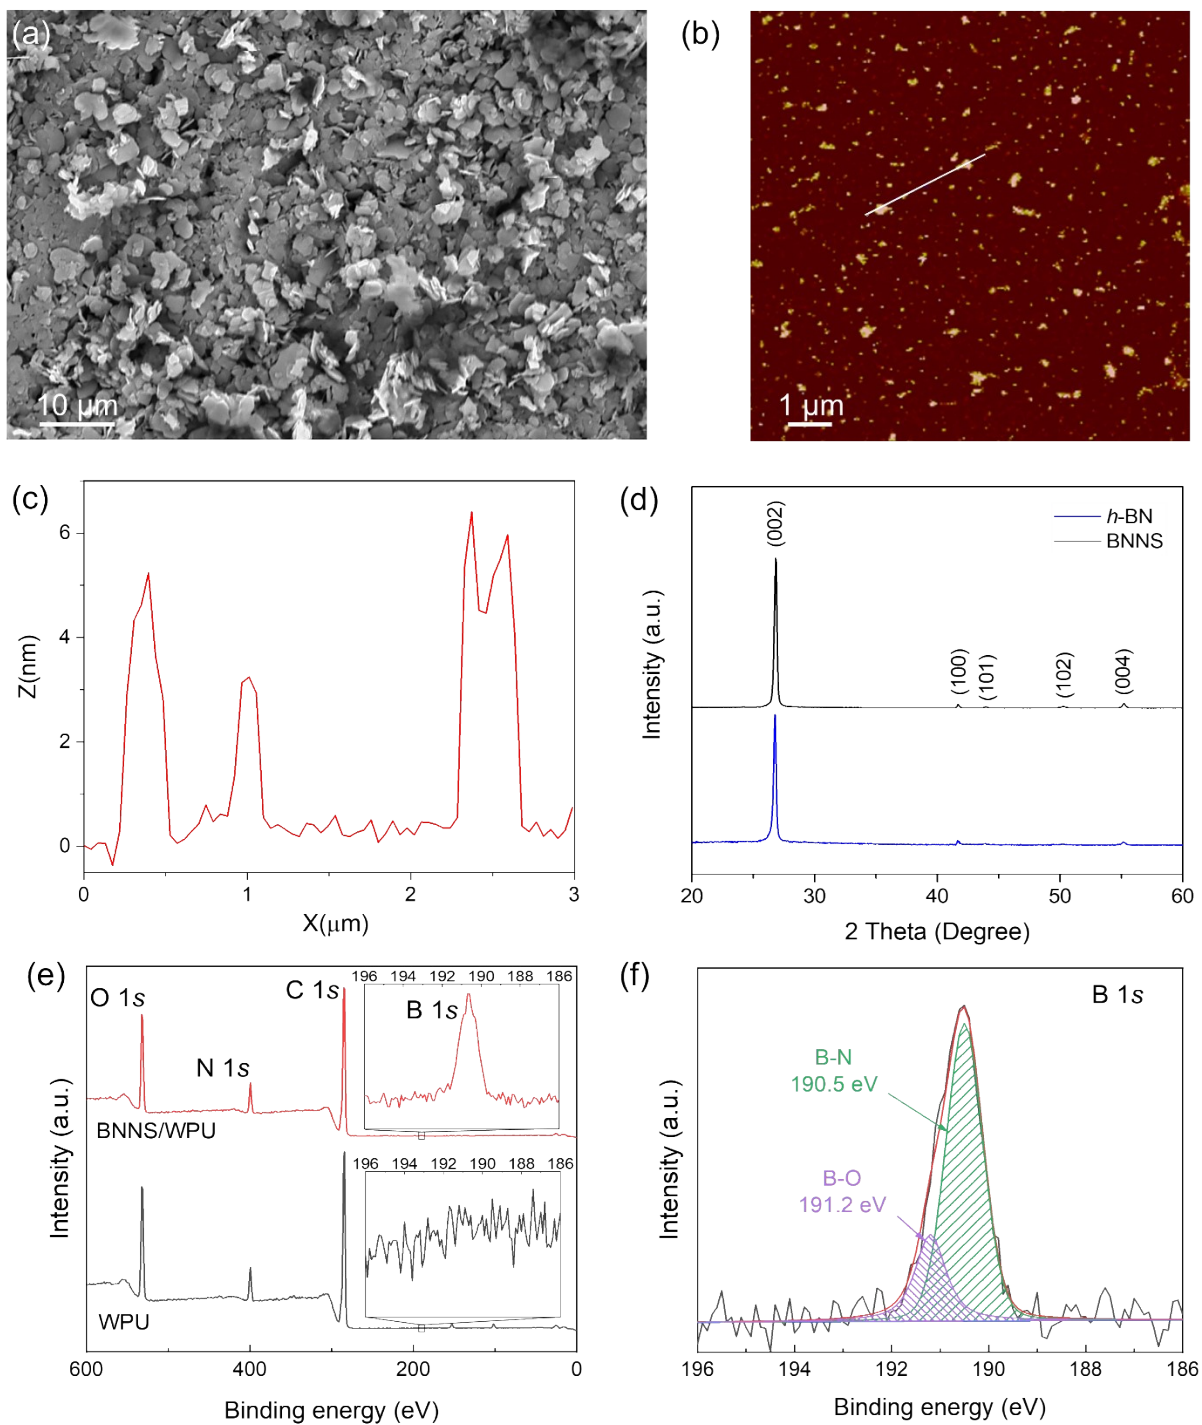 (a)
10 μm
(b)
1 μm
(c)
6
4
2
0
Z(nm)
0
1
2
3
X(μm)
(d)
(002)
(100)
(101)
(102)
(004)
h-BN
BNNS
Intensity (a.u.)
20
30
40
50
60
2 Theta (Degree)
(e)
O 1s
N 1s
C 1s
196 194 192 190 188 186
B 1s
BNNS/WPU
196 194 192 190 188 186
WPU
Intensity (a.u.)
600
400
200
0
Binding energy (eV)
(f)
B 1s
B-N
190.5 eV
B-O
191.2 eV
Intensity (a.u.)
196
194
192
190
188
186
Binding energy (eV)